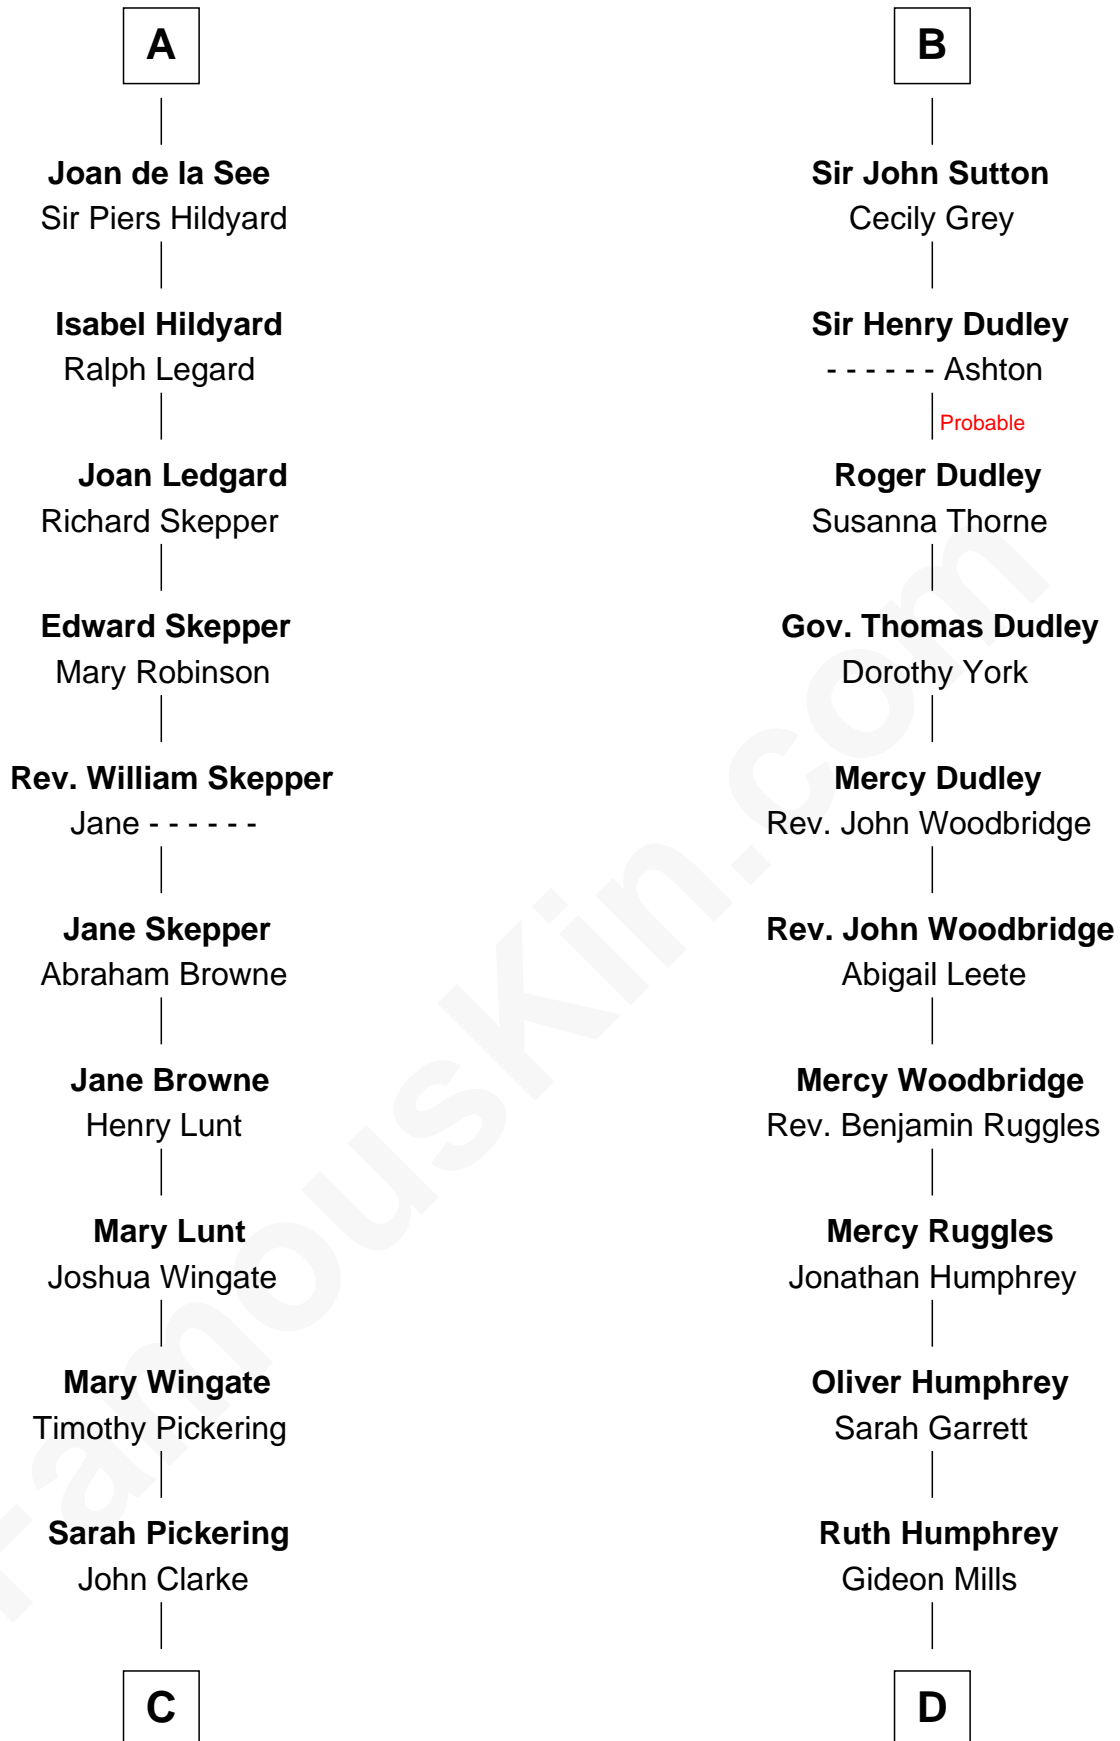 A
Joan de la See
Sir Piers Hildyard
Isabel Hildyard
Ralph Legard
Joan Ledgard
Richard Skepper
Edward Skepper
Mary Robinson
Rev. William Skepper
Jane - - - - - -
Jane Skepper
Abraham Browne
Jane Browne
Henry Lunt
Mary Lunt
Joshua Wingate
Mary Wingate
Timothy Pickering
Sarah Pickering
John Clarke
C
B
Sir John Sutton
Cecily Grey
Sir Henry Dudley
- - - - - - Ashton
Probable
Roger Dudley
Susanna Thorne
Gov. Thomas Dudley
Dorothy York
Mercy Dudley
Rev. John Woodbridge
Rev. John Woodbridge
Abigail Leete
Mercy Woodbridge
Rev. Benjamin Ruggles
Mercy Ruggles
Jonathan Humphrey
Oliver Humphrey
Sarah Garrett
Ruth Humphrey
Gideon Mills
D
FamousKin.com